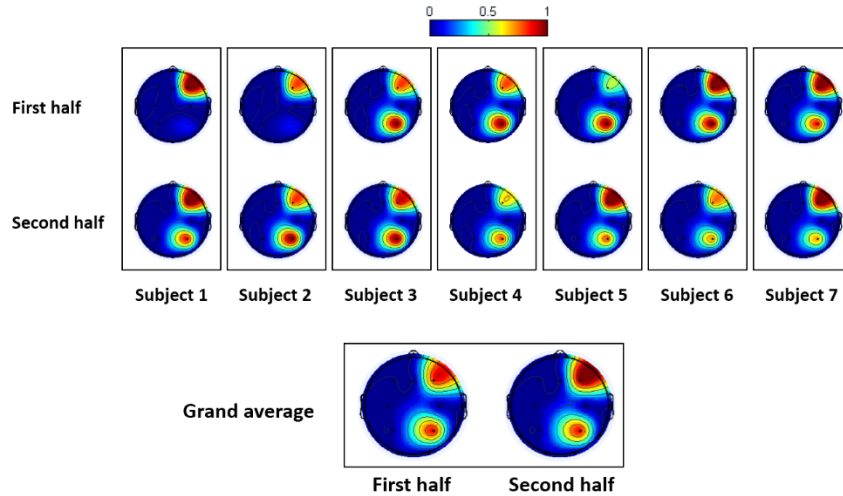 0 0.5 1
First half
Second half
Subject 1 Subject 2 Subject 3 Subject 4 Subject 5 Subject 6 Subject 7
Grand average
First half Second half